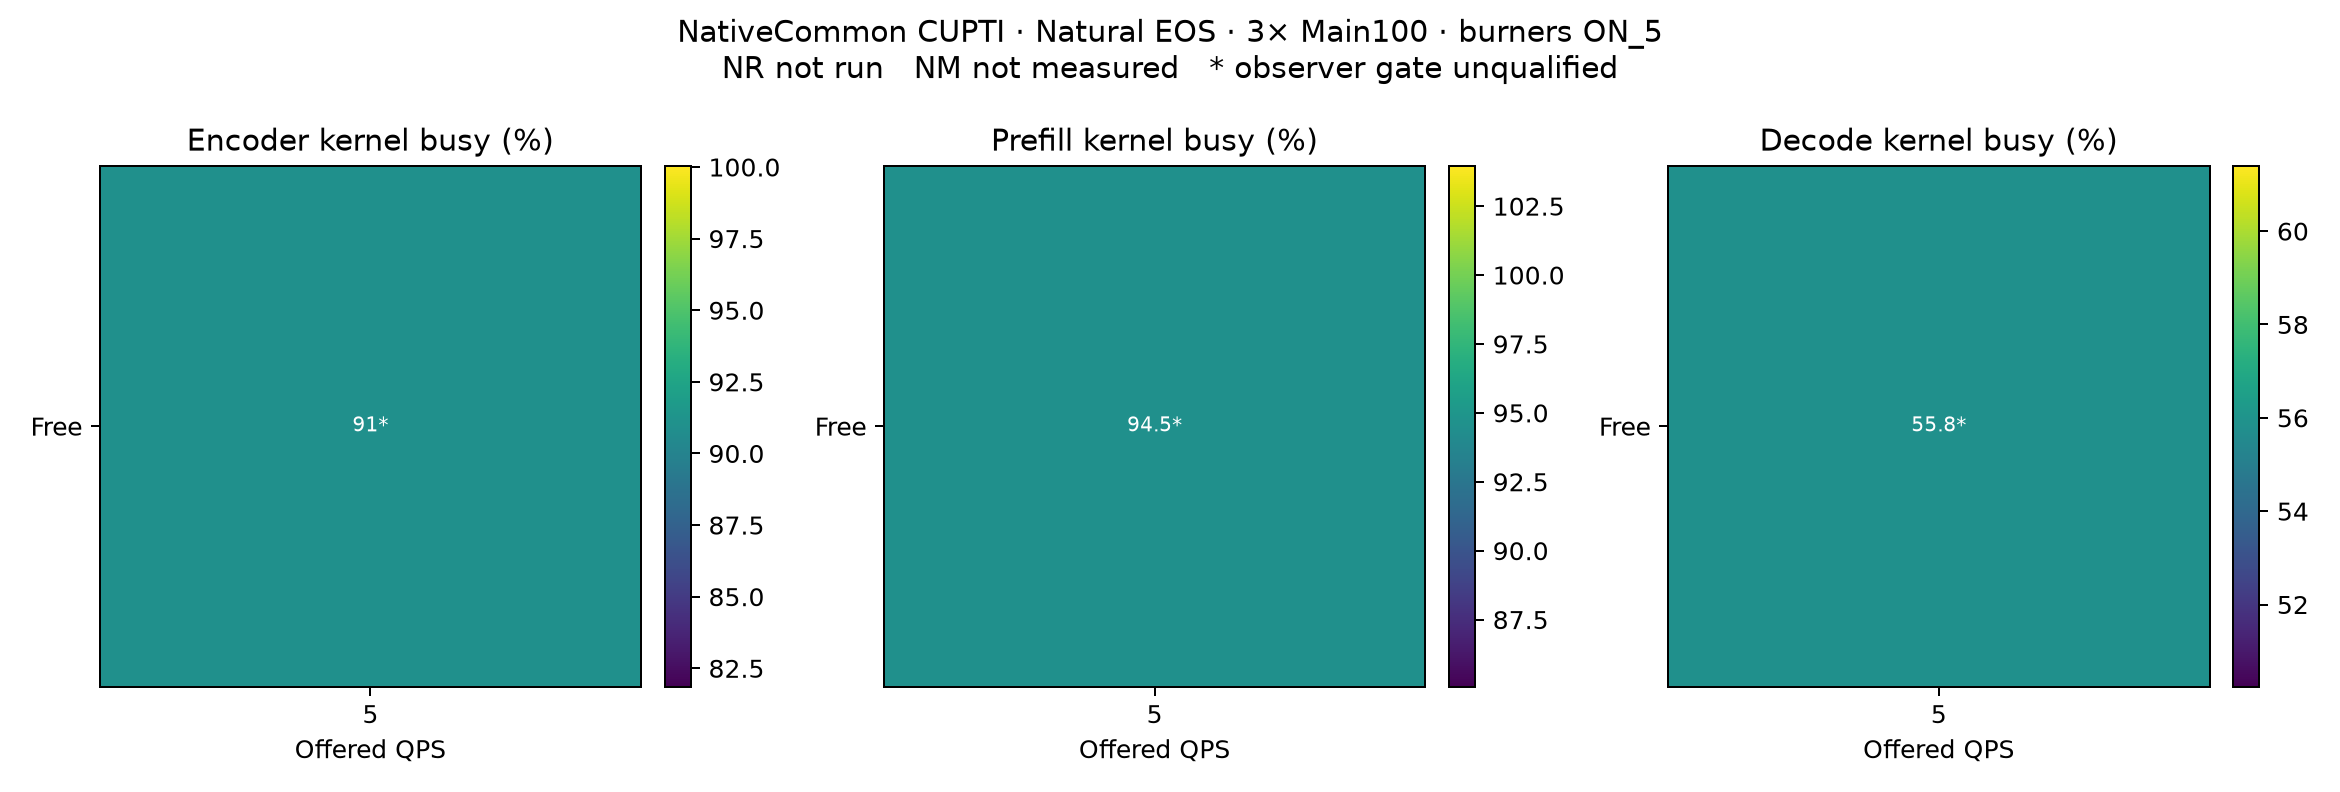 NativeCommon CUPTI · Natural EOS · 3× Main100 · burners ON_5
NR not run   NM not measured   * observer gate unqualified
Encoder kernel busy (%)
Free
91*
5
Offered QPS
100.0
97.5
95.0
92.5
90.0
87.5
85.0
82.5
Prefill kernel busy (%)
Free
94.5*
5
Offered QPS
102.5
100.0
97.5
95.0
92.5
90.0
87.5
Decode kernel busy (%)
Free
55.8*
5
Offered QPS
60
58
56
54
52